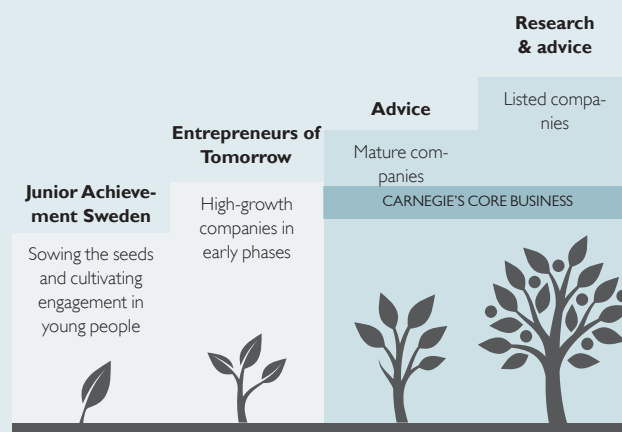 Junior Achieve-
ment Sweden
Sowing the seeds
and cultivating
engagement in
young people
Entrepreneurs of
Tomorrow
High-growth
companies in
early phases
Advice
Mature com-
panies
Research
& advice
Listed compa-
nies
CARNEGIE'S CORE BUSINESS